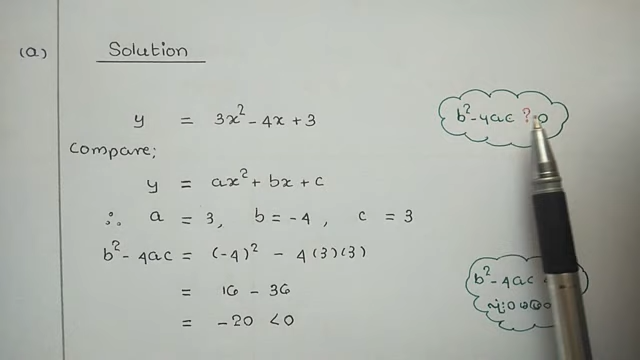 (a) Solution
y = 3x² - 4x + 3
b² - 4ac ? 0
Compare;
y = ax² + bx + c
∴ a = 3, b = -4, c = 3
b² - 4ac = (-4)² - 4(3)(3)
= 16 - 36
= -20 < 0
b² - 4ac